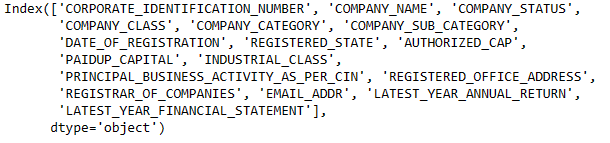 Index(['CORPORATE_IDENTIFICATION_NUMBER', 'COMPANY_NAME', 'COMPANY_STATUS',
'COMPANY_CLASS', 'COMPANY_CATEGORY', 'COMPANY_SUB_CATEGORY',
'DATE_OF_REGISTRATION', 'REGISTERED_STATE', 'AUTHORIZED_CAP',
'PAIDUP_CAPITAL', 'INDUSTRIAL_CLASS',
'PRINCIPAL_BUSINESS_ACTIVITY_AS_PER_CIN', 'REGISTERED_OFFICE_ADDRESS',
'REGISTRAR_OF_COMPANIES', 'EMAIL_ADDR', 'LATEST_YEAR_ANNUAL_RETURN',
'LATEST_YEAR_FINANCIAL_STATEMENT'],
dtype='object')